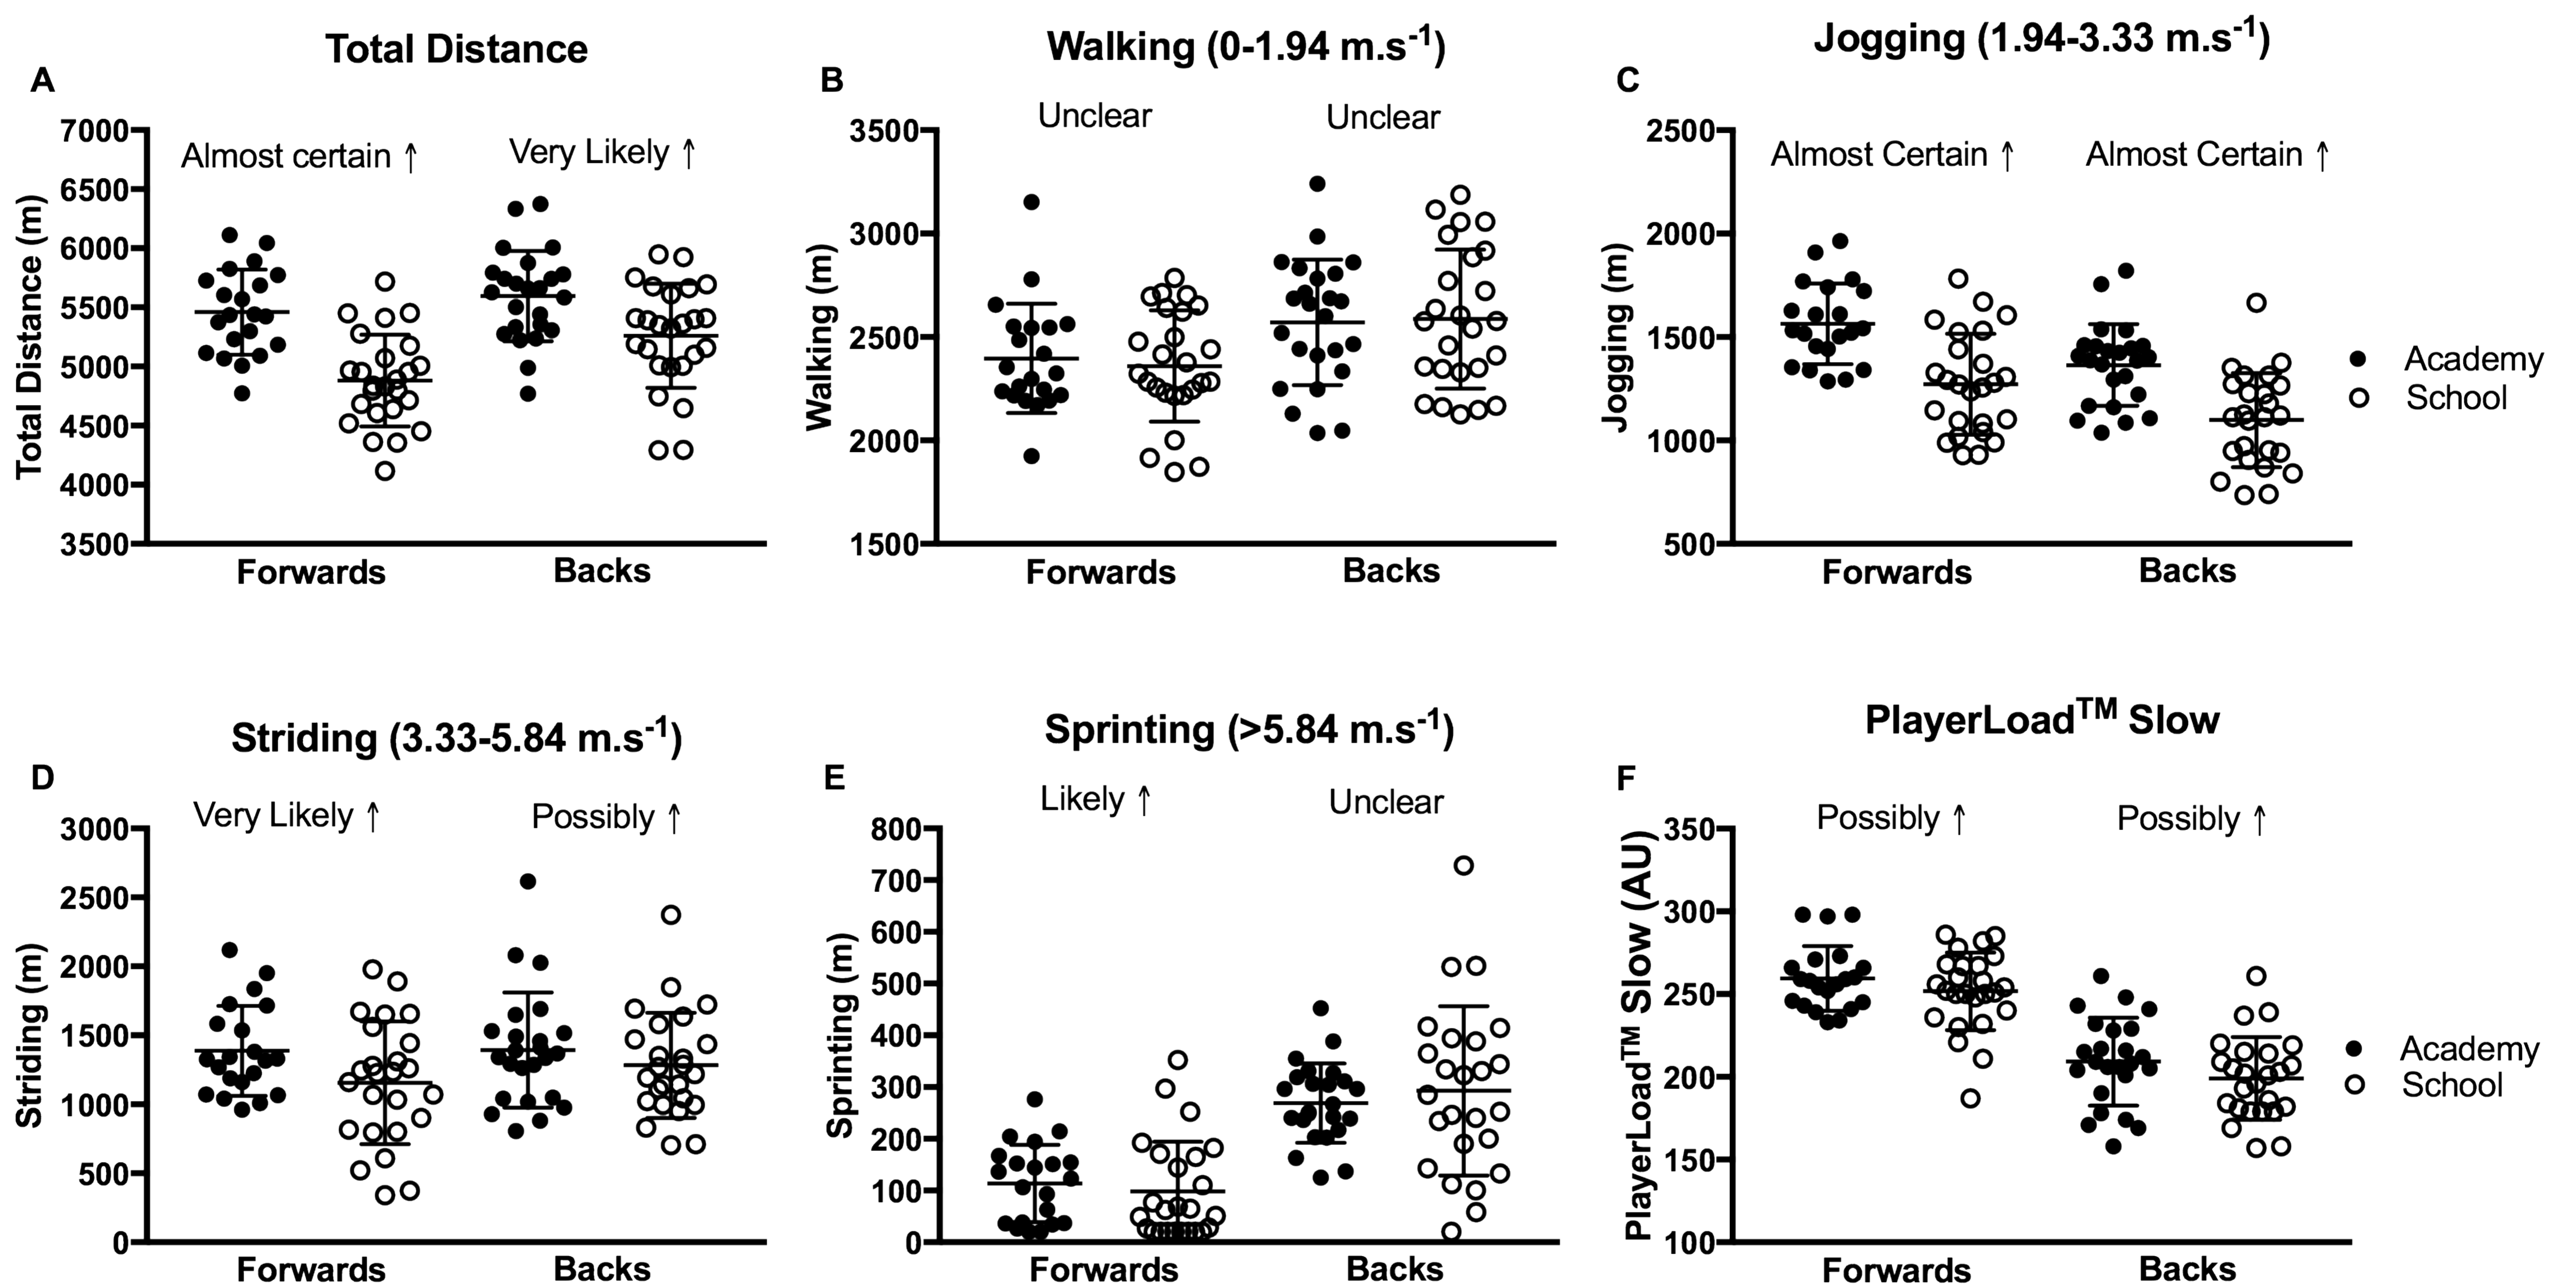 Total Distance
A
Almost certain ↑
Very Likely ↑
Total Distance (m)
7000
6500
6000
5500
5000
4500
4000
3500
Forwards
Backs
Walking (0-1.94 m.s-1)
B
Unclear
Unclear
Walking (m)
3500
3000
2500
2000
1500
Forwards
Backs
Jogging (1.94-3.33 m.s-1)
C
Almost Certain ↑
Almost Certain ↑
Jogging (m)
2500
2000
1500
1000
500
Forwards
Backs
Academy
School
Striding (3.33-5.84 m.s-1)
D
Very Likely ↑
Possibly ↑
Striding (m)
3000
2500
2000
1500
1000
500
0
Forwards
Backs
Sprinting (>5.84 m.s-1)
E
Likely ↑
Unclear
Sprinting (m)
800
700
600
500
400
300
200
100
0
Forwards
Backs
PlayerLoad™ Slow
F
Possibly ↑
Possibly ↑
PlayerLoad™ Slow (AU)
350
300
250
200
150
100
Forwards
Backs
Academy
School